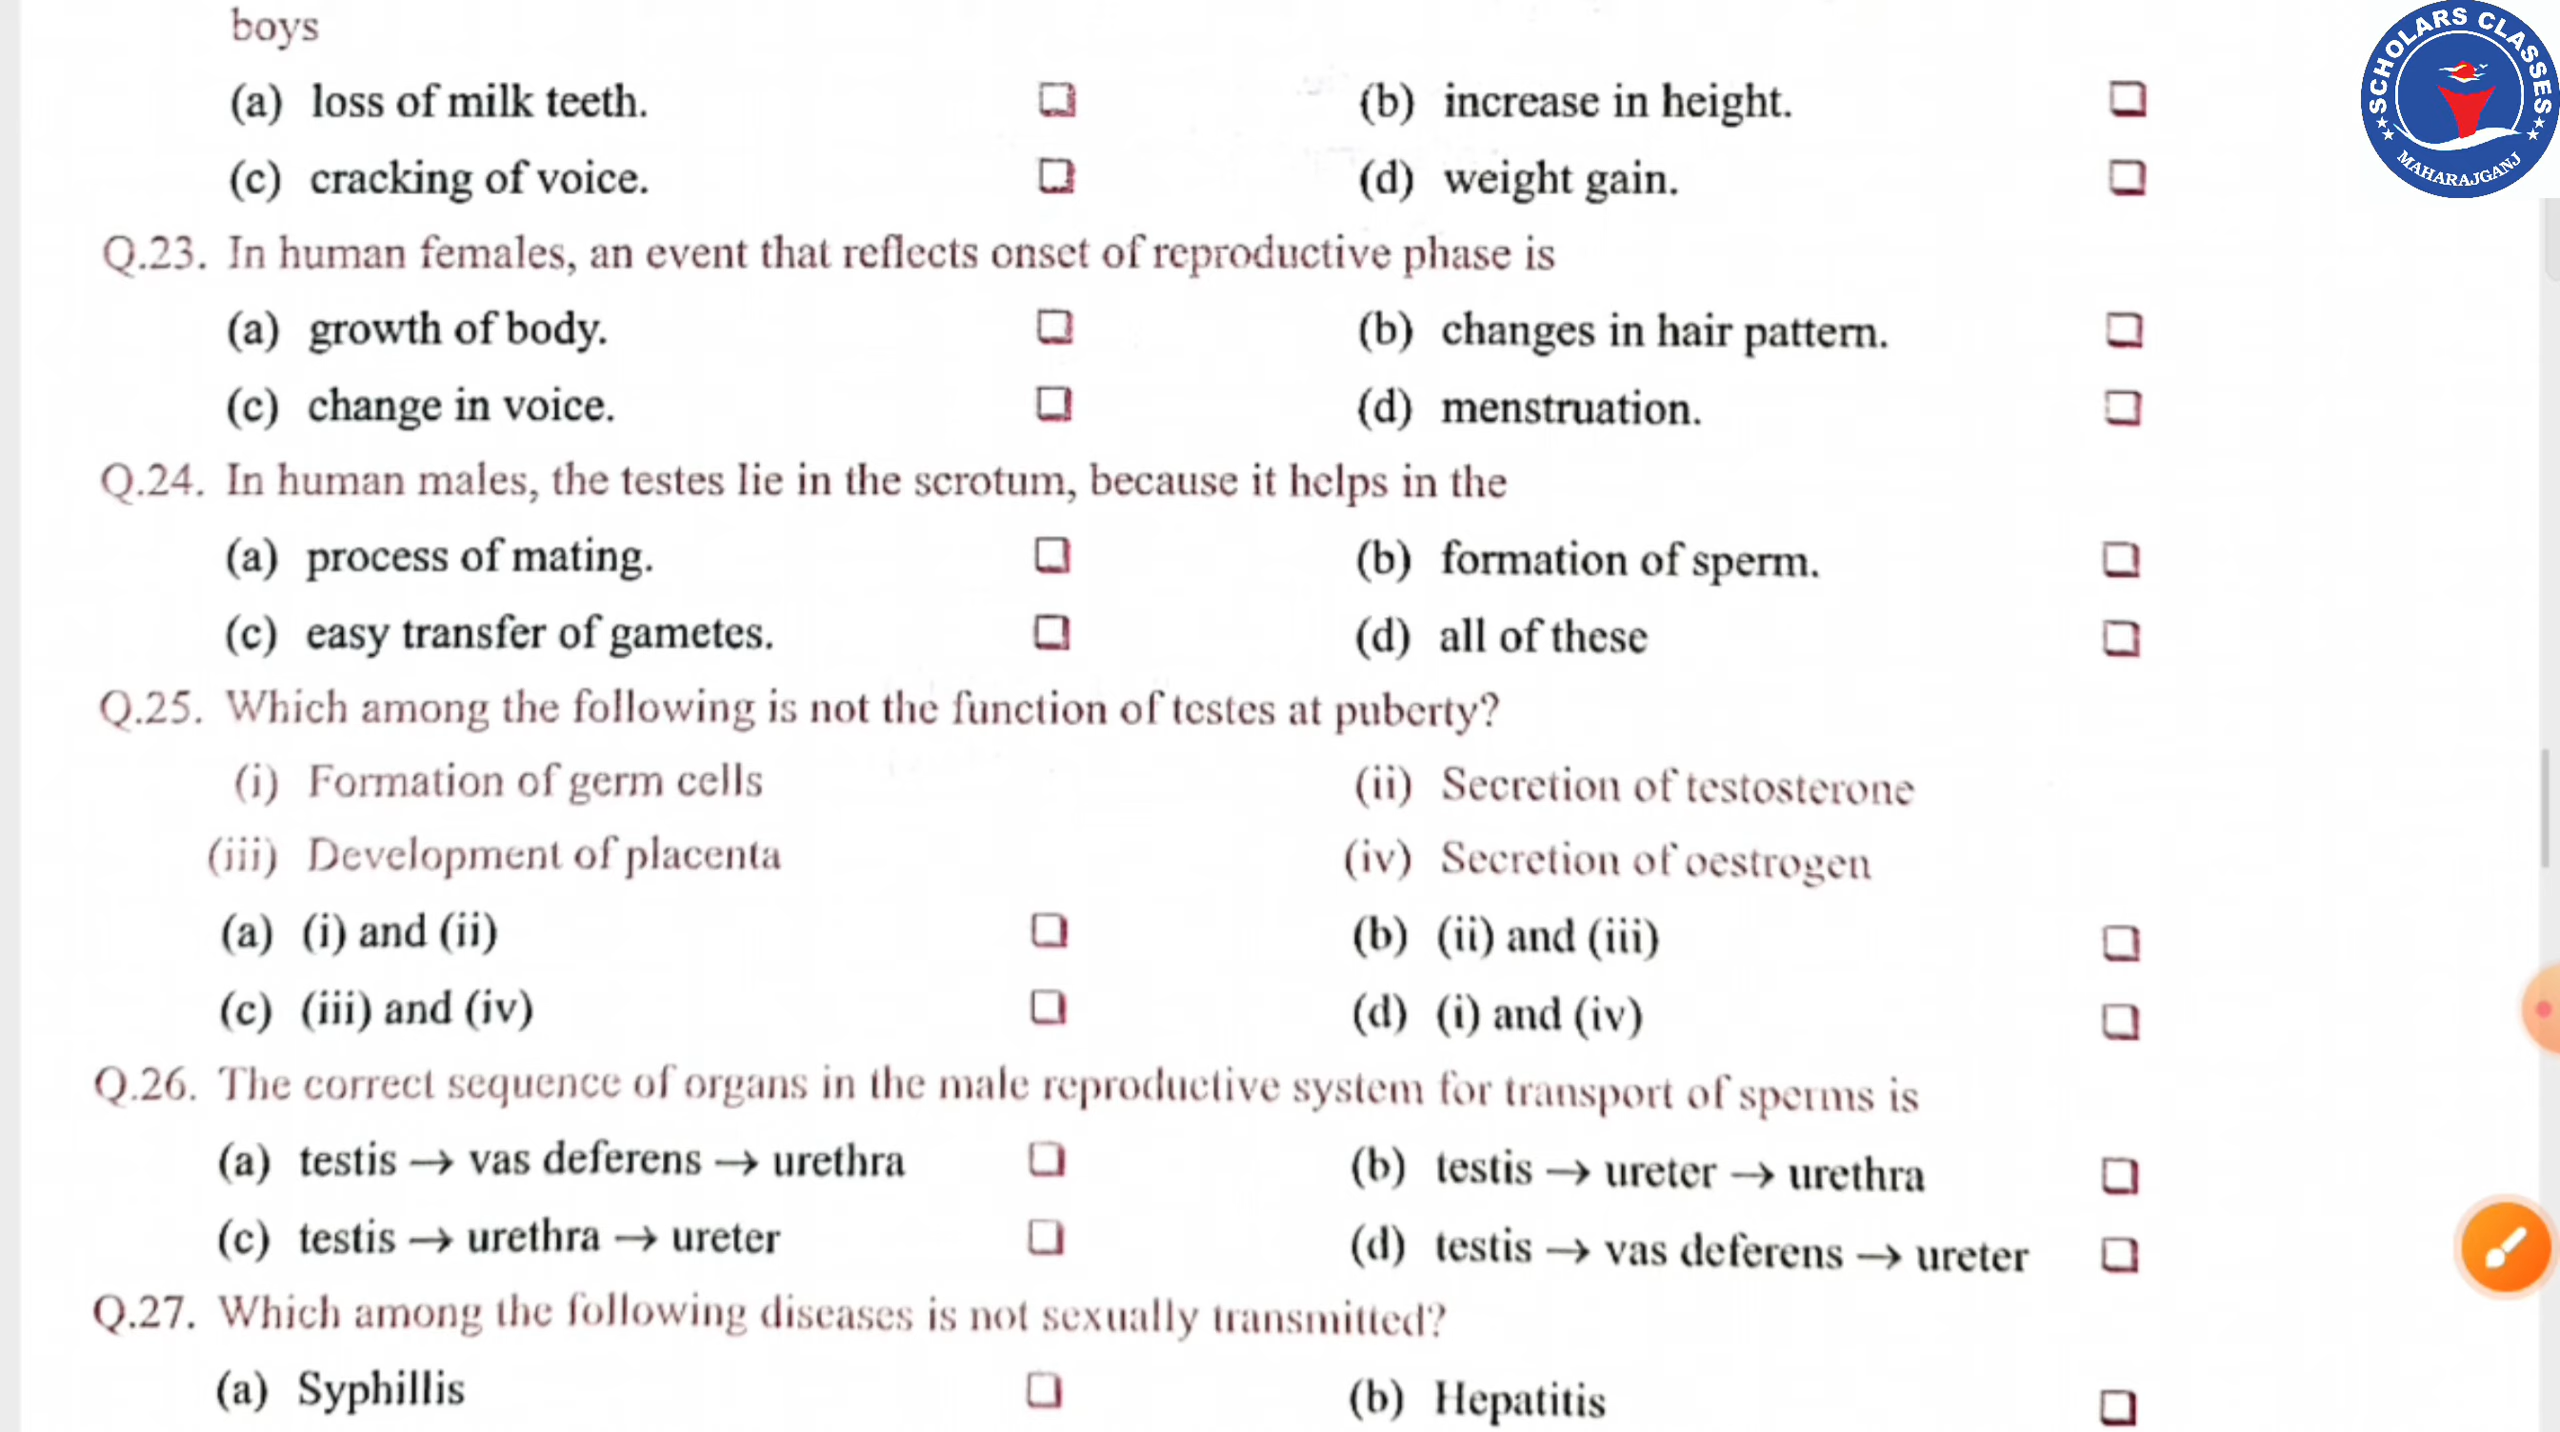 boys
(a) loss of milk teeth. (b) increase in height.
(c) cracking of voice. (d) weight gain.
Q.23. In human females, an event that reflects onset of reproductive phase is
(a) growth of body. (b) changes in hair pattern.
(c) change in voice. (d) menstruation.
Q.24. In human males, the testes lie in the scrotum, because it helps in the
(a) process of mating. (b) formation of sperm.
(c) easy transfer of gametes. (d) all of these
Q.25. Which among the following is not the function of testes at puberty?
(i) Formation of germ cells (ii) Secretion of testosterone
(iii) Development of placenta (iv) Secretion of oestrogen
(a) (i) and (ii) (b) (ii) and (iii)
(c) (iii) and (iv) (d) (i) and (iv)
Q.26. The correct sequence of organs in the male reproductive system for transport of sperms is
(a) testis → vas deferens → urethra (b) testis → ureter → urethra
(c) testis → urethra → ureter (d) testis → vas deferens → ureter
Q.27. Which among the following diseases is not sexually transmitted?
(a) Syphillis (b) Hepatitis
SCHOLARS CLASSES
MAHARAJGANJ